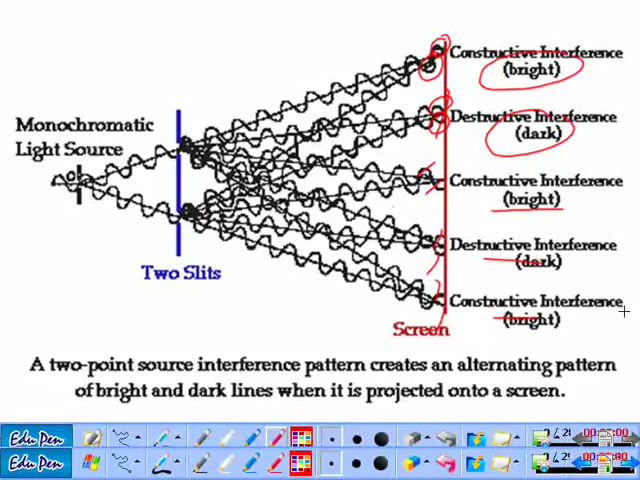 Constructive Interference
(bright)
Destructive Interference
(dark)
Monochromatic
Light Source
Constructive Interference
(bright)
Destructive Interference
(dark)
Two Slits
Constructive Interference
(bright)
Screen
A two-point source interference pattern creates an alternating pattern
of bright and dark lines when it is projected onto a screen.
Edu Pen
Edu Pen